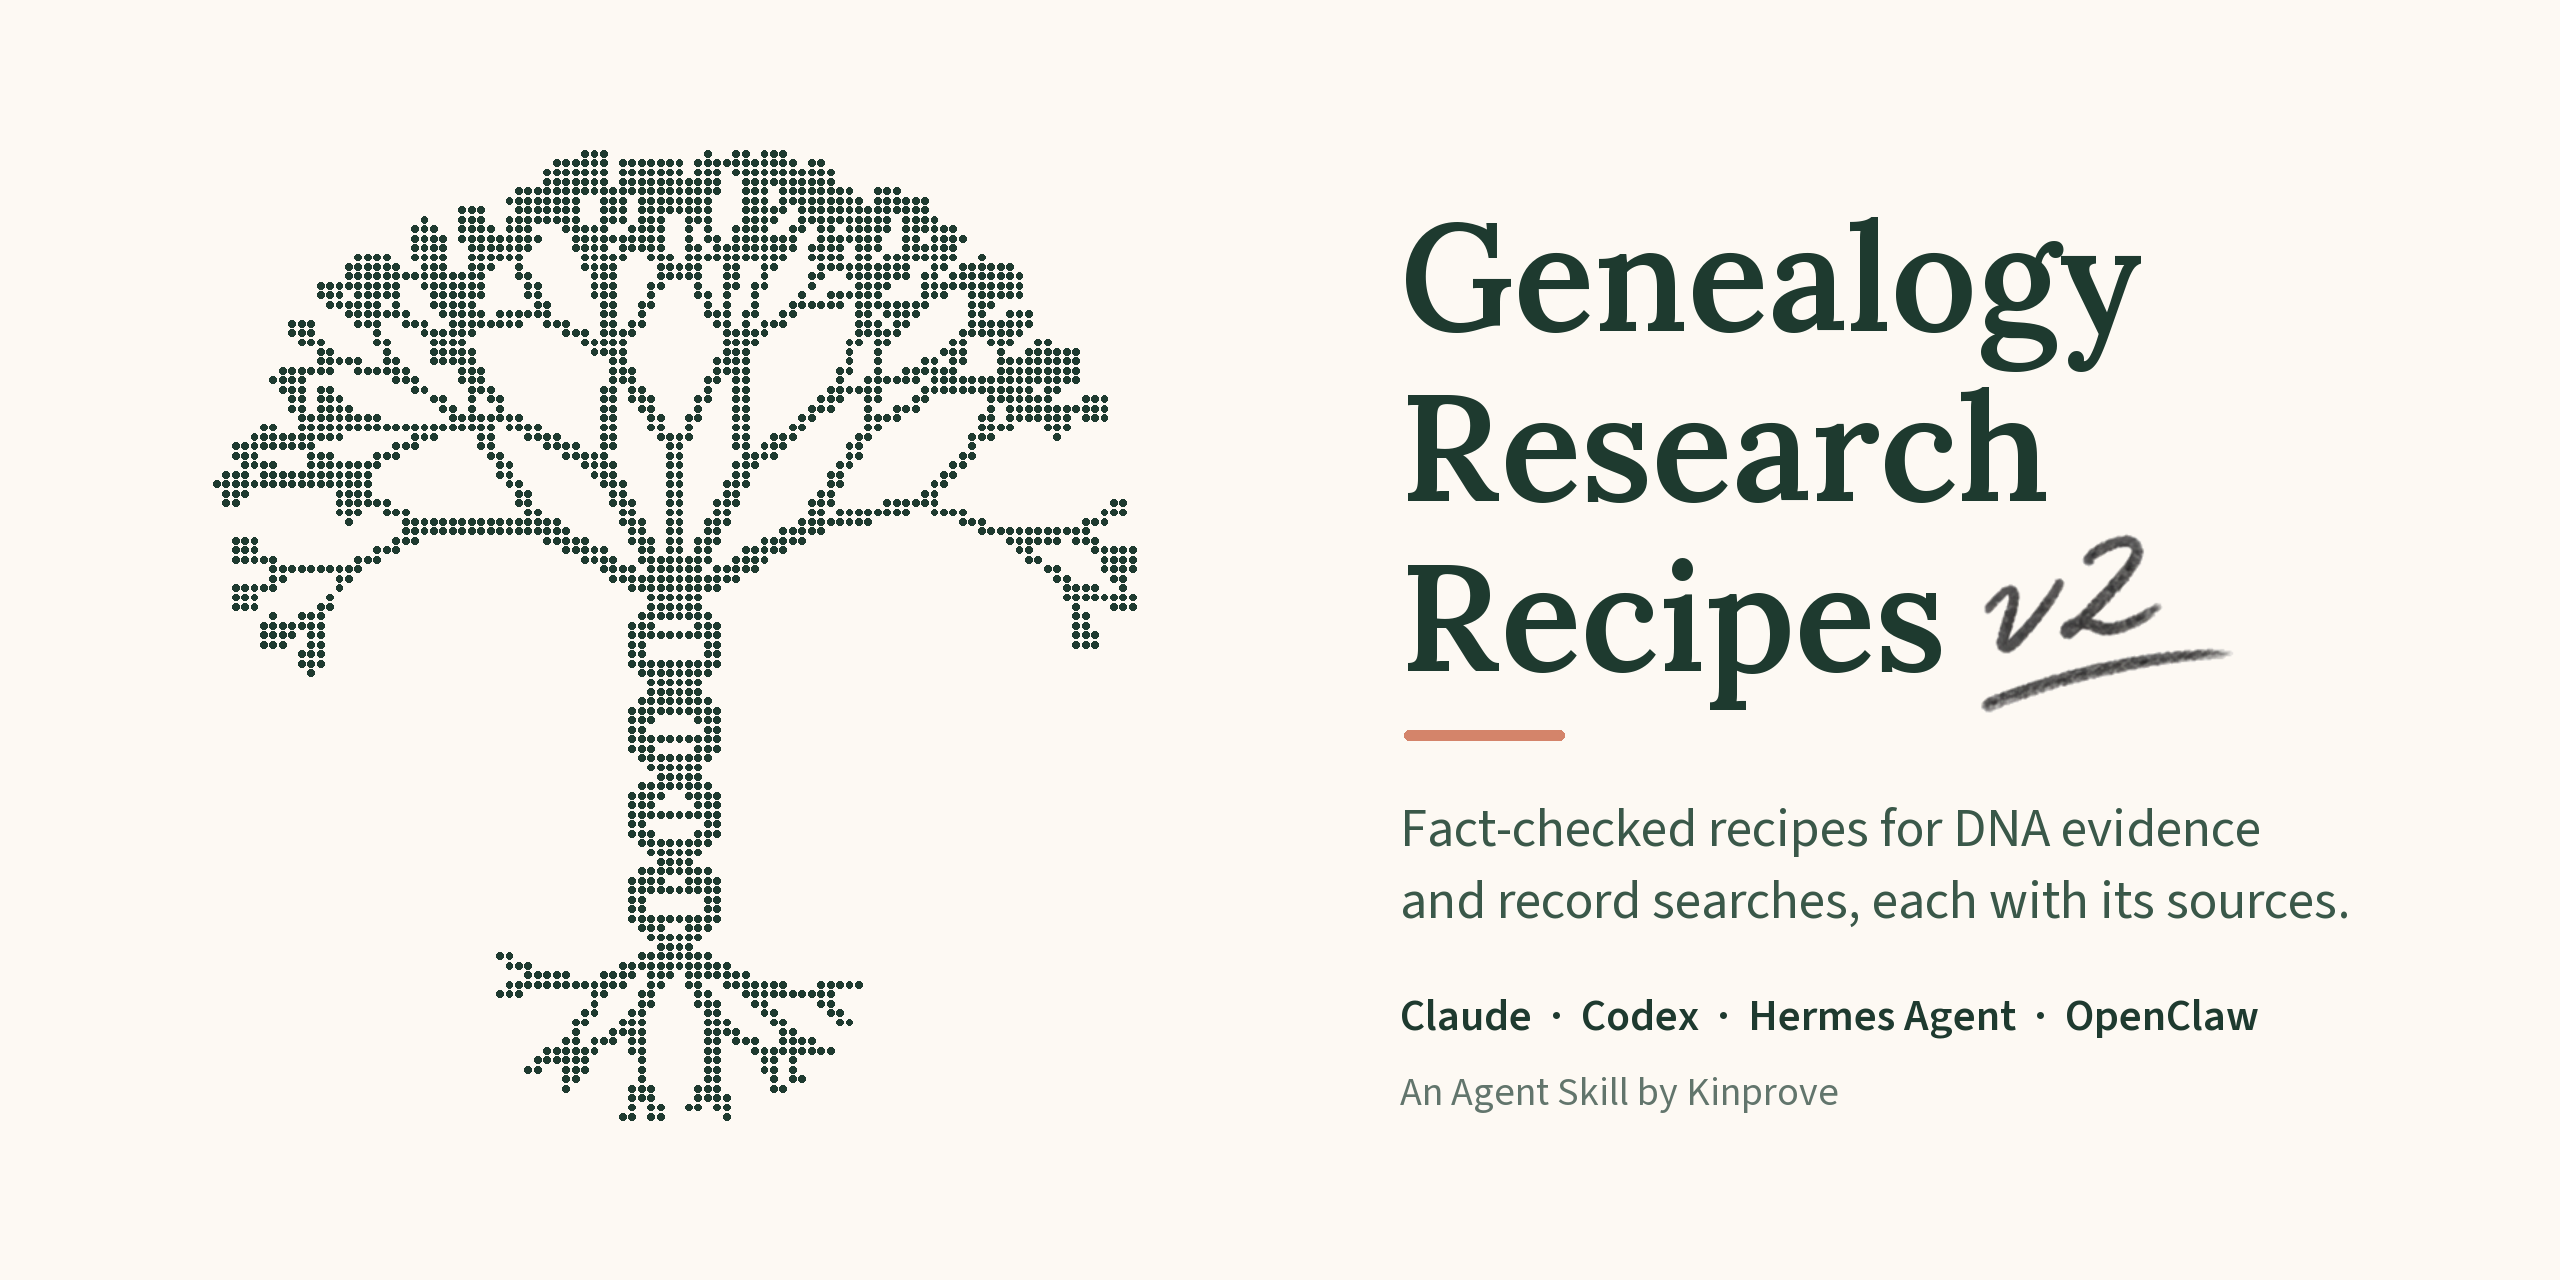 Genealogy
Research
Recipes v2
Fact-checked recipes for DNA evidence
and record searches, each with its sources.
Claude · Codex · Hermes Agent · OpenClaw
An Agent Skill by Kinprove